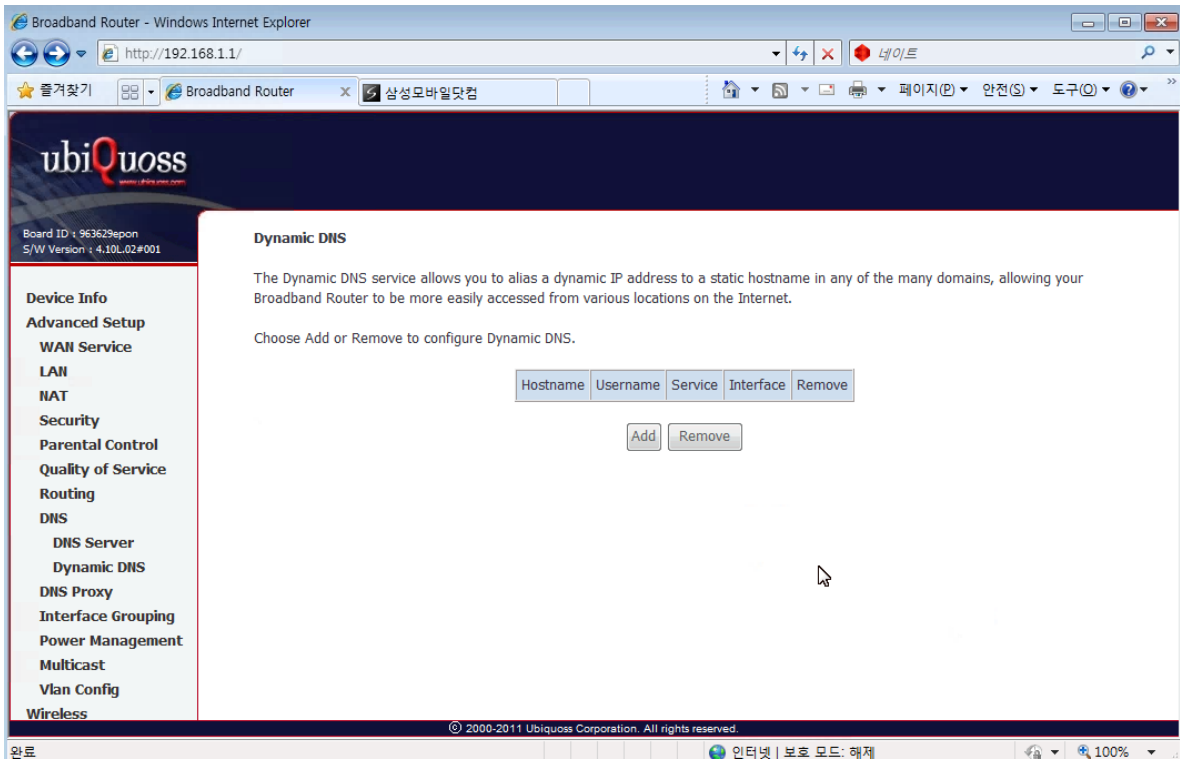 Broadband Router - Windows Internet Explorer
http://192.168.1.1/
네이트
즐겨찾기
Broadband Router
삼성모바일닷컴
페이지(P)
안전(S)
도구(O)
ubiQuoss
www.ubiquoss.com
Board ID : 963629epon
S/W Version : 4.10L.02#001
Device Info
Advanced Setup
WAN Service
LAN
NAT
Security
Parental Control
Quality of Service
Routing
DNS
DNS Server
Dynamic DNS
DNS Proxy
Interface Grouping
Power Management
Multicast
Vlan Config
Wireless
Dynamic DNS
The Dynamic DNS service allows you to alias a dynamic IP address to a static hostname in any of the many domains, allowing your
Broadband Router to be more easily accessed from various locations on the Internet.
Choose Add or Remove to configure Dynamic DNS.
Hostname Username Service Interface Remove
Add Remove
© 2000-2011 Ubiquoss Corporation. All rights reserved.
완료
인터넷 | 보호 모드: 해제
100%